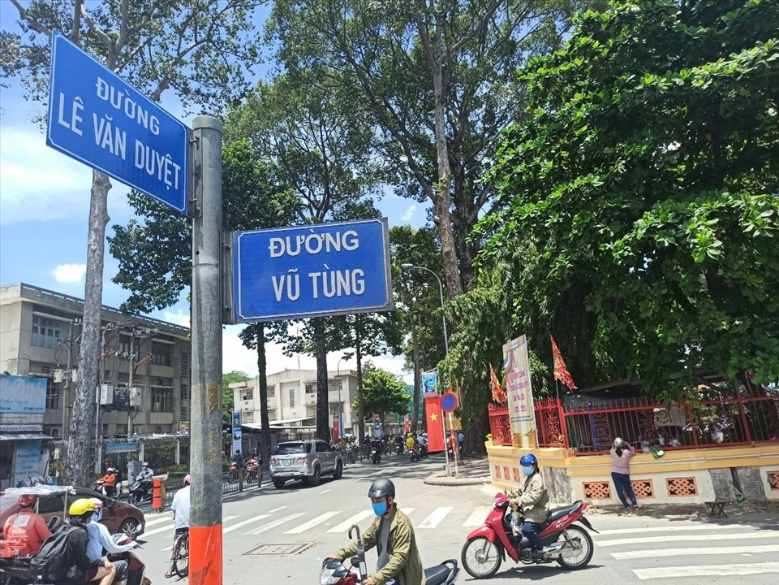 ĐƯỜNG
LÊ VĂN DUYỆT
ĐƯỜNG
VŨ TÙNG